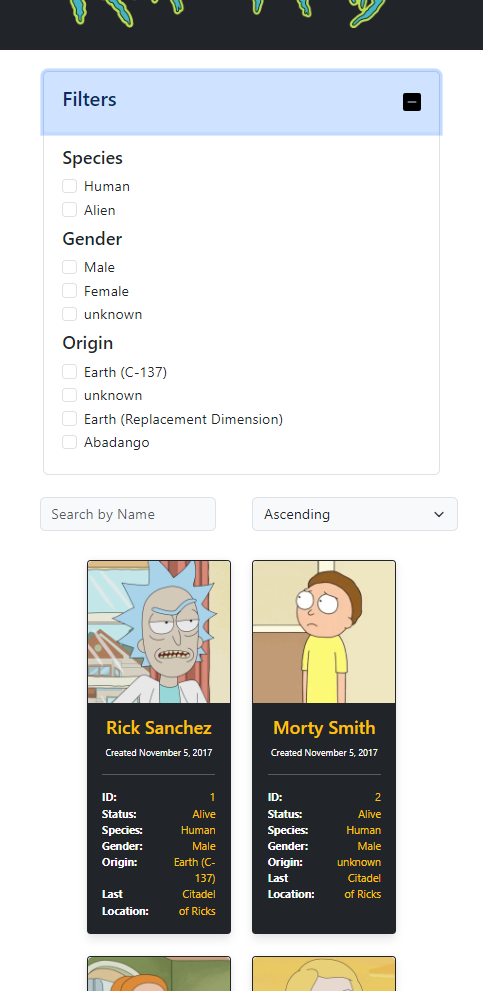 Filters
Species
Human
Alien
Gender
Male
Female
unknown
Origin
Earth (C-137)
unknown
Earth (Replacement Dimension)
Abadango
Search by Name
Ascending
Rick Sanchez
Created November 5, 2017
ID: 1
Status: Alive
Species: Human
Gender: Male
Origin: Earth (C-
137)
Last Citadel
Location: of Ricks
Morty Smith
Created November 5, 2017
ID: 2
Status: Alive
Species: Human
Gender: Male
Origin: unknown
Last Citadel
Location: of Ricks